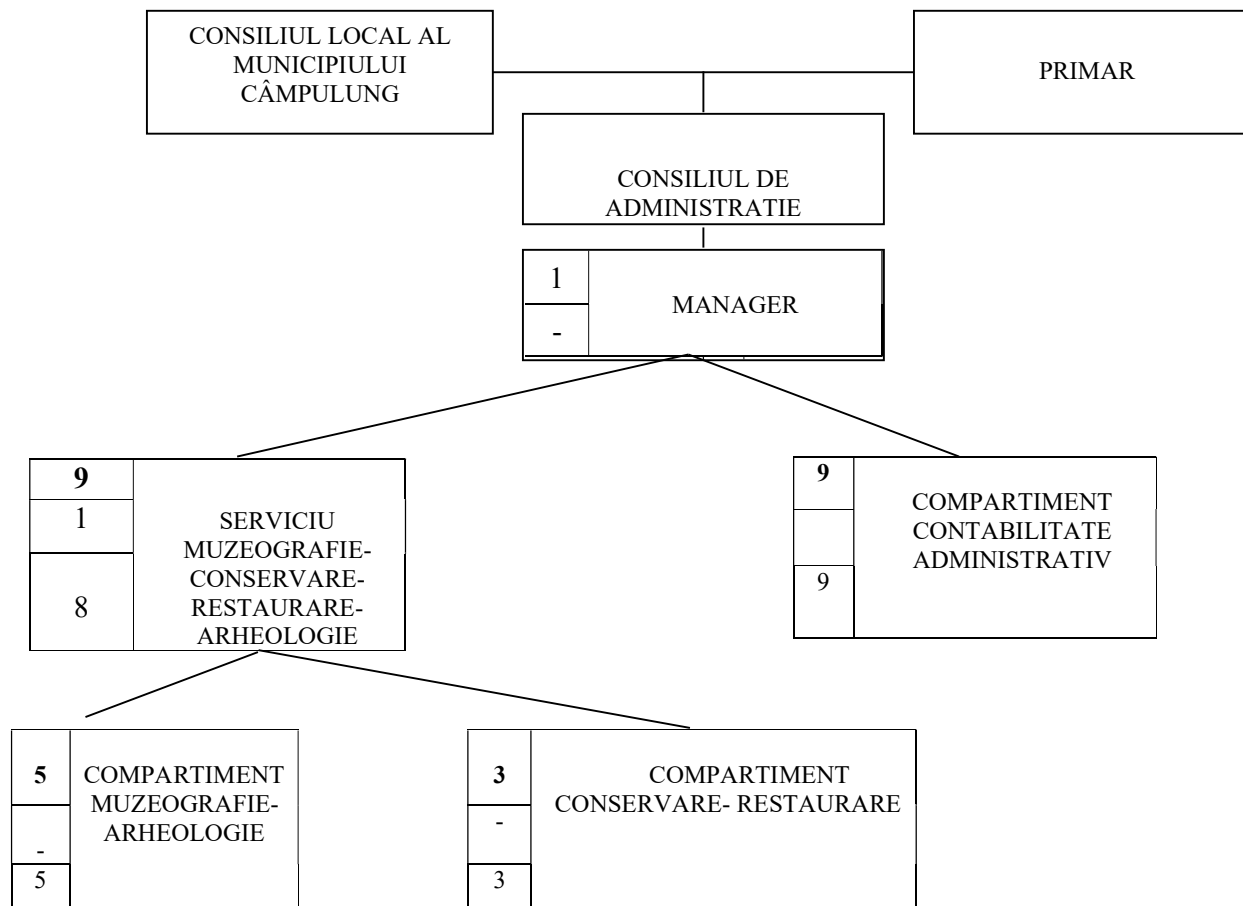 CONSILIUL LOCAL AL
MUNICIPIULUI
CÂMPULUNG
PRIMAR
CONSILIUL DE
ADMINISTRATIE
1
-
MANAGER
9
1
8
SERVICIU
MUZEOGRAFIE-
CONSERVARE-
RESTAURARE-
ARHEOLOGIE
9
9
COMPARTIMENT
CONTABILITATE
ADMINISTRATIV
5
-
5
COMPARTIMENT
MUZEOGRAFIE-
ARHEOLOGIE
3
-
3
COMPARTIMENT
CONSERVARE- RESTAURARE